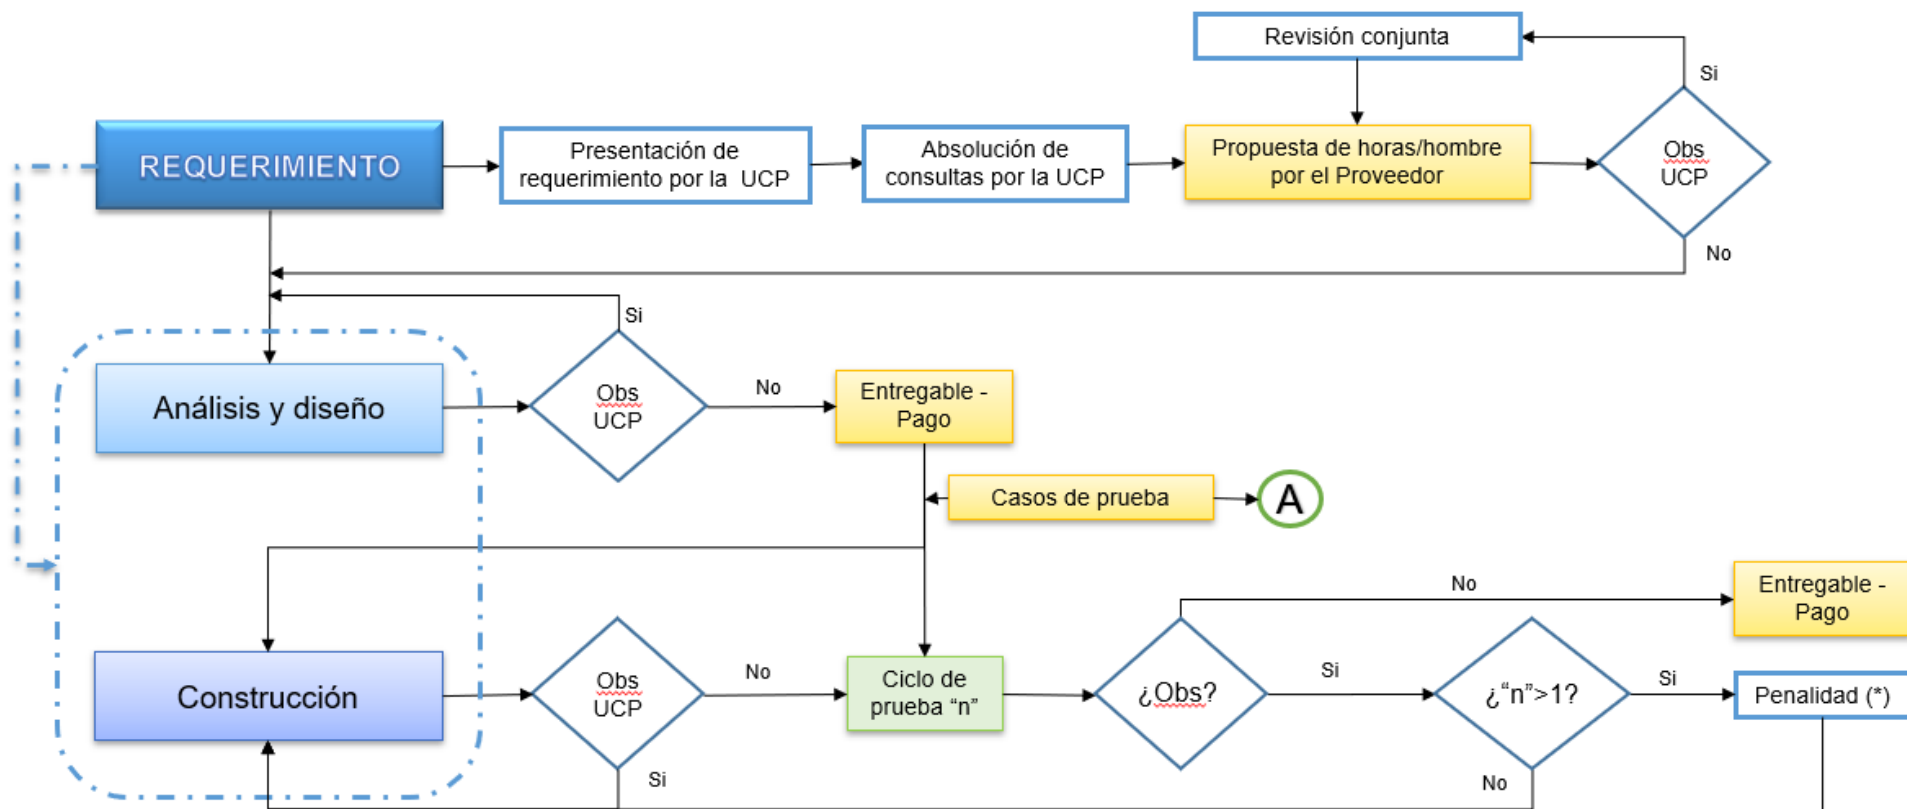 Revisión conjunta
Si
REQUERIMIENTO
Presentación de
requerimiento por la UCP
Absolución de
consultas por la UCP
Propuesta de horas/hombre
por el Proveedor
Obs
UCP
No
Si
Análisis y diseño
Obs
UCP
No
Entregable -
Pago
Casos de prueba
A
No
Entregable -
Pago
Construcción
Obs
UCP
No
Ciclo de
prueba “n”
¿Obs?
Si
¿“n”>1?
Si
Penalidad (*)
Si
No